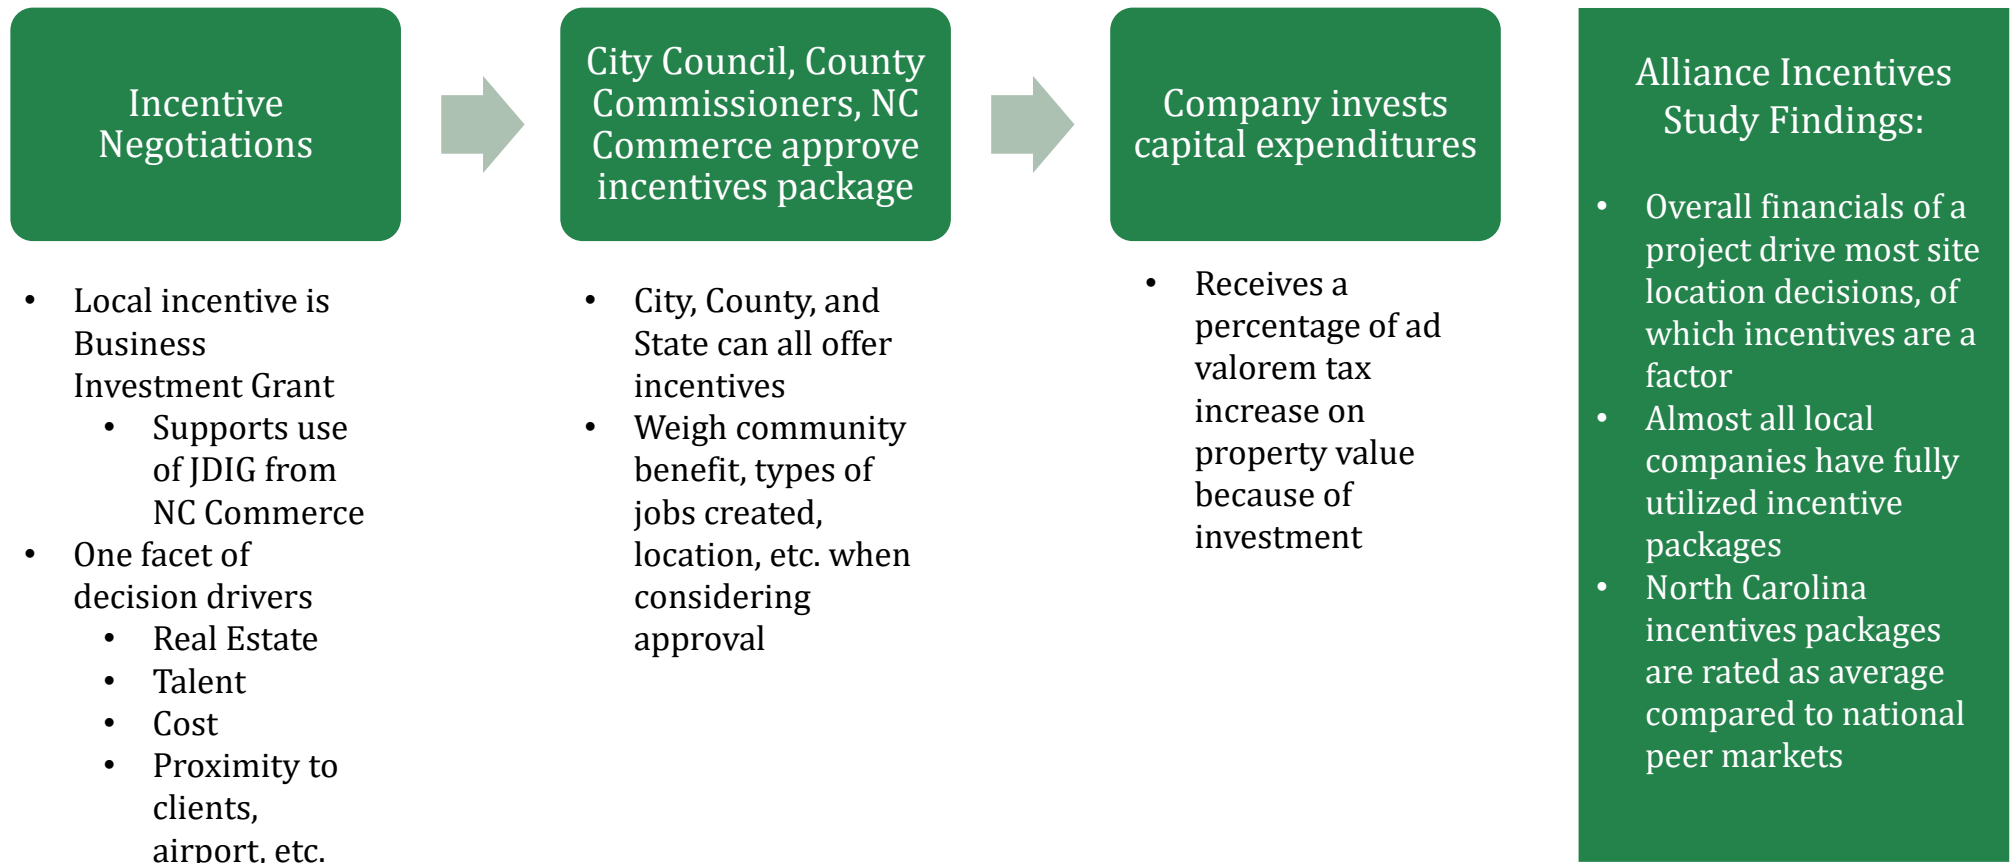 Incentive
Negotiations
• Local incentive is
Business
Investment Grant
• Supports use
of JDIG from
NC Commerce
• One facet of
decision drivers
• Real Estate
• Talent
• Cost
• Proximity to
clients,
airport, etc.
City Council, County
Commissioners, NC
Commerce approve
incentives package
• City, County, and
State can all offer
incentives
• Weigh community
benefit, types of
jobs created,
location, etc. when
considering
approval
Company invests
capital expenditures
• Receives a
percentage of ad
valorem tax
increase on
property value
because of
investment
Alliance Incentives
Study Findings:
• Overall financials of a
project drive most site
location decisions, of
which incentives are a
factor
• Almost all local
companies have fully
utilized incentive
packages
• North Carolina
incentives packages
are rated as average
compared to national
peer markets